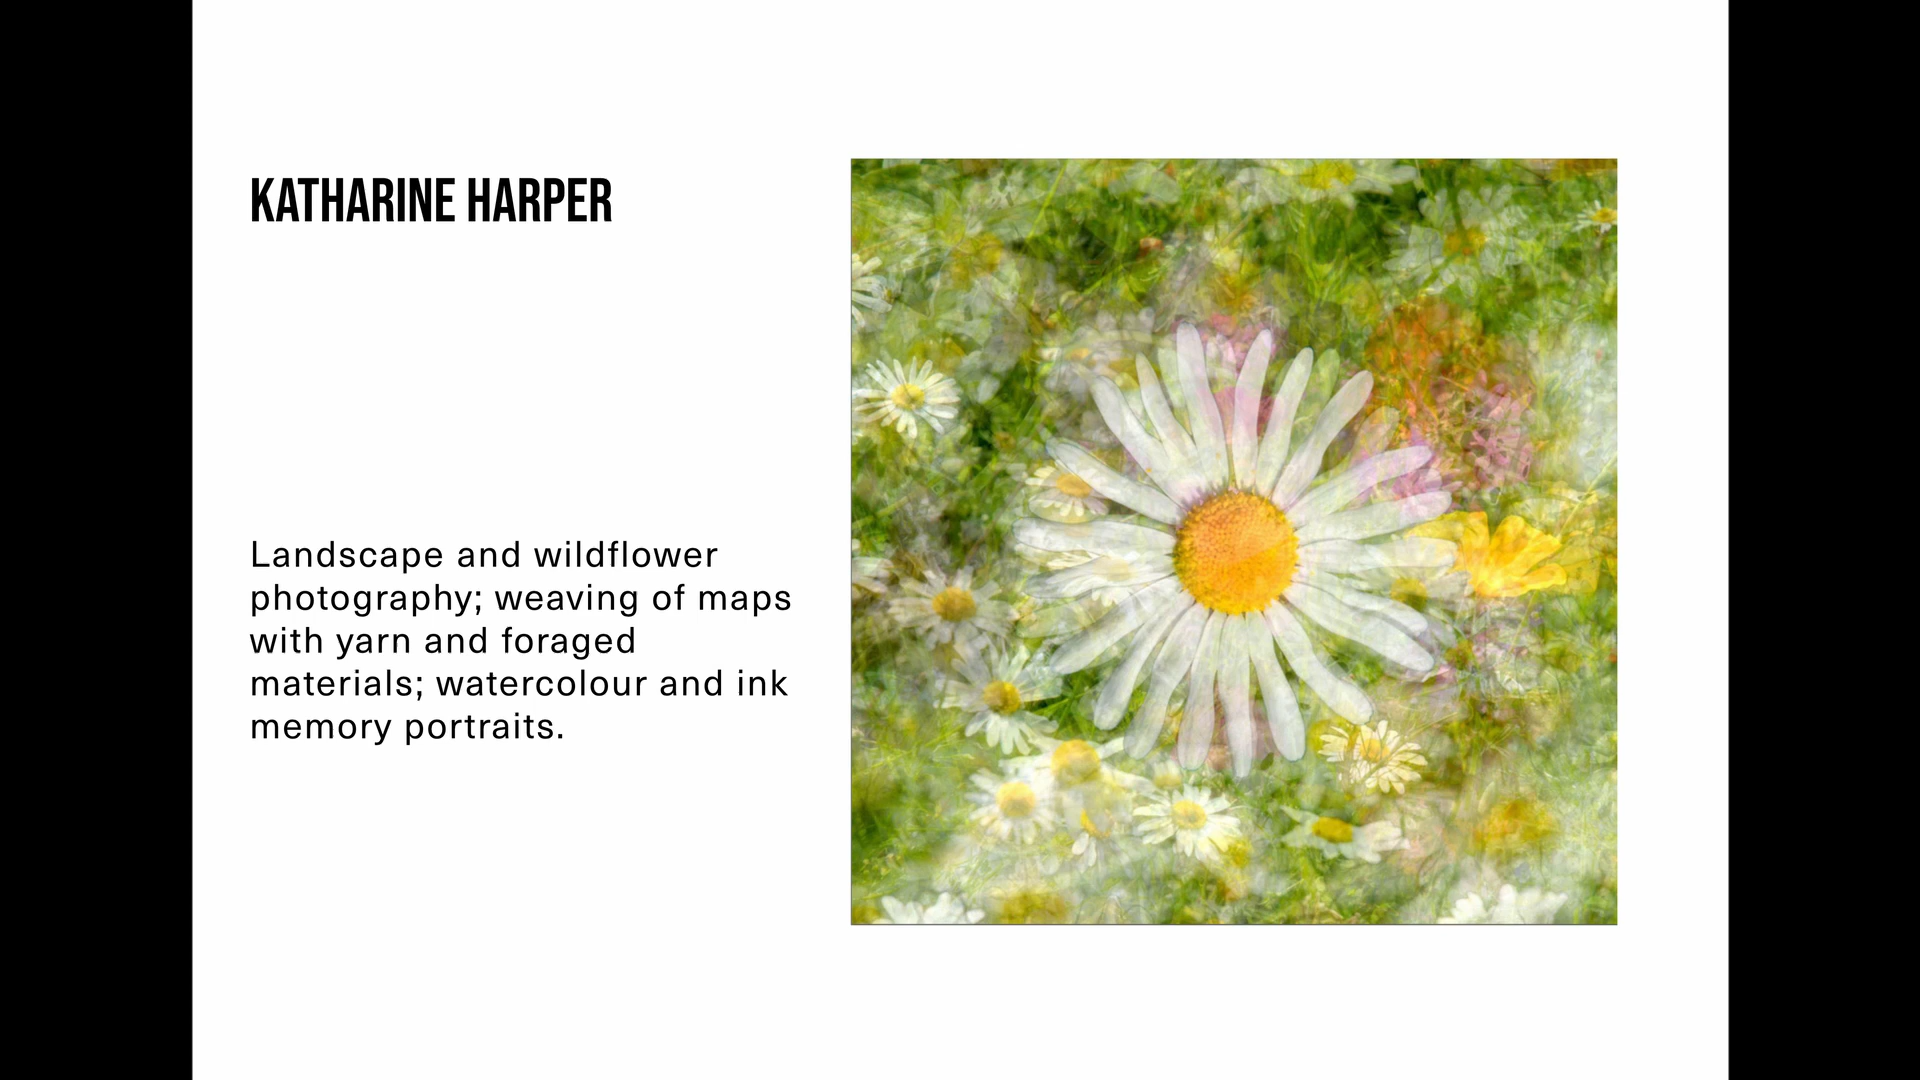 KATHARINE HARPER
Landscape and wildflower
photography; weaving of maps
with yarn and foraged
materials; watercolour and ink
memory portraits.